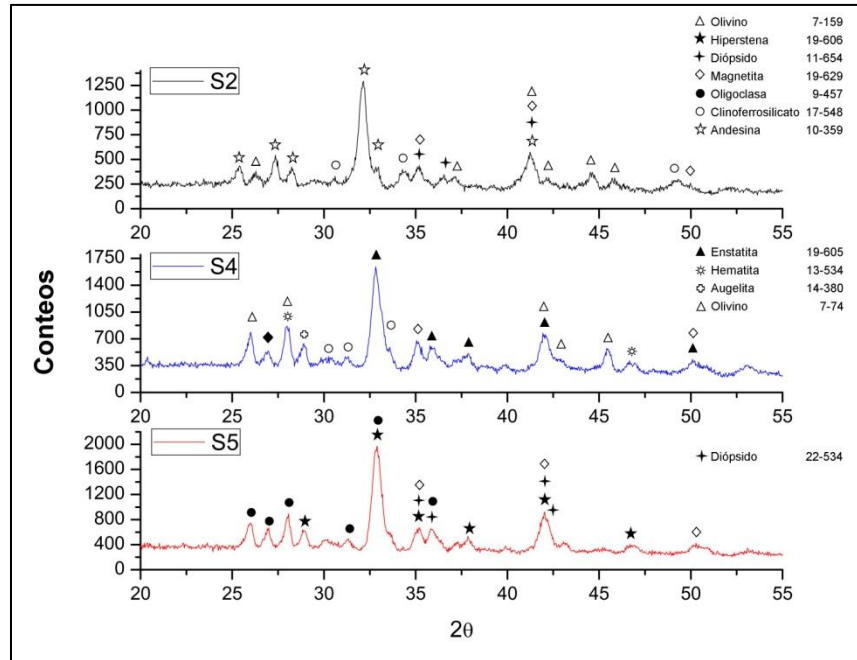 Olivino 7-159
Hiperstena 19-606
Diópsido 11-654
Magnetita 19-629
Oligoclasa 9-457
Clinoferrosilicato 17-548
Andesina 10-359
S2
1250
1000
750
500
250
0
20 25 30 35 40 45 50 55
Enstatita 19-605
Hematita 13-534
Augelita 14-380
Olivino 7-74
S4
1750
1400
1050
700
350
0
20 25 30 35 40 45 50 55
Conteos
Diópsido 22-534
S5
2000
1600
1200
800
400
0
20 25 30 35 40 45 50 55
2θ